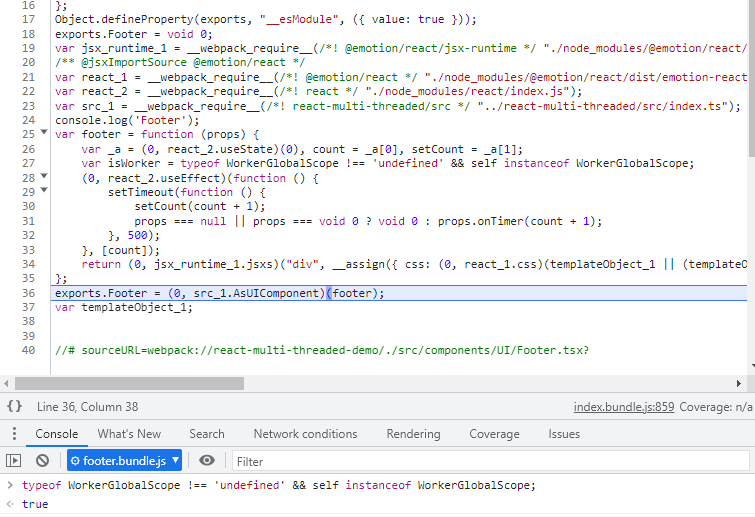 16 };
17 Object.defineProperty(exports, "__esModule", ({ value: true }));
18 exports.Footer = void 0;
19 var jsx_runtime_1 = __webpack_require__(/*! @emotion/react/jsx-runtime */ "./node_modules/@emotion/react/
20 /** @jsxImportSource @emotion/react */
21 var react_1 = __webpack_require__(/*! @emotion/react */ "./node_modules/@emotion/react/dist/emotion-react
22 var react_2 = __webpack_require__(/*! react */ "./node_modules/react/index.js");
23 var src_1 = __webpack_require__(/*! react-multi-threaded/src */ "../react-multi-threaded/src/index.ts");
24 console.log('Footer');
25 var footer = function (props) {
26 var _a = (0, react_2.useState)(0), count = _a[0], setCount = _a[1];
27 var isWorker = typeof WorkerGlobalScope !== 'undefined' && self instanceof WorkerGlobalScope;
28 (0, react_2.useEffect)(function () {
29 setTimeout(function () {
30 setCount(count + 1);
31 props === null || props === void 0 ? void 0 : props.onTimer(count + 1);
32 }, 500);
33 }, [count]);
34 return (0, jsx_runtime_1.jsxs)("div", __assign({ css: (0, react_1.css)(templateObject_1 || (templateO
35 };
36 exports.Footer = (0, src_1.AsUIComponent)(footer);
37 var templateObject_1;
38
39
40 //# sourceURL=webpack://react-multi-threaded-demo/./src/components/UI/Footer.tsx?
{} Line 36, Column 38 index.bundle.js:859 Coverage: n/a
Console What's New Search Network conditions Rendering Coverage Issues
footer.bundle.js Filter
typeof WorkerGlobalScope !== 'undefined' && self instanceof WorkerGlobalScope;
true